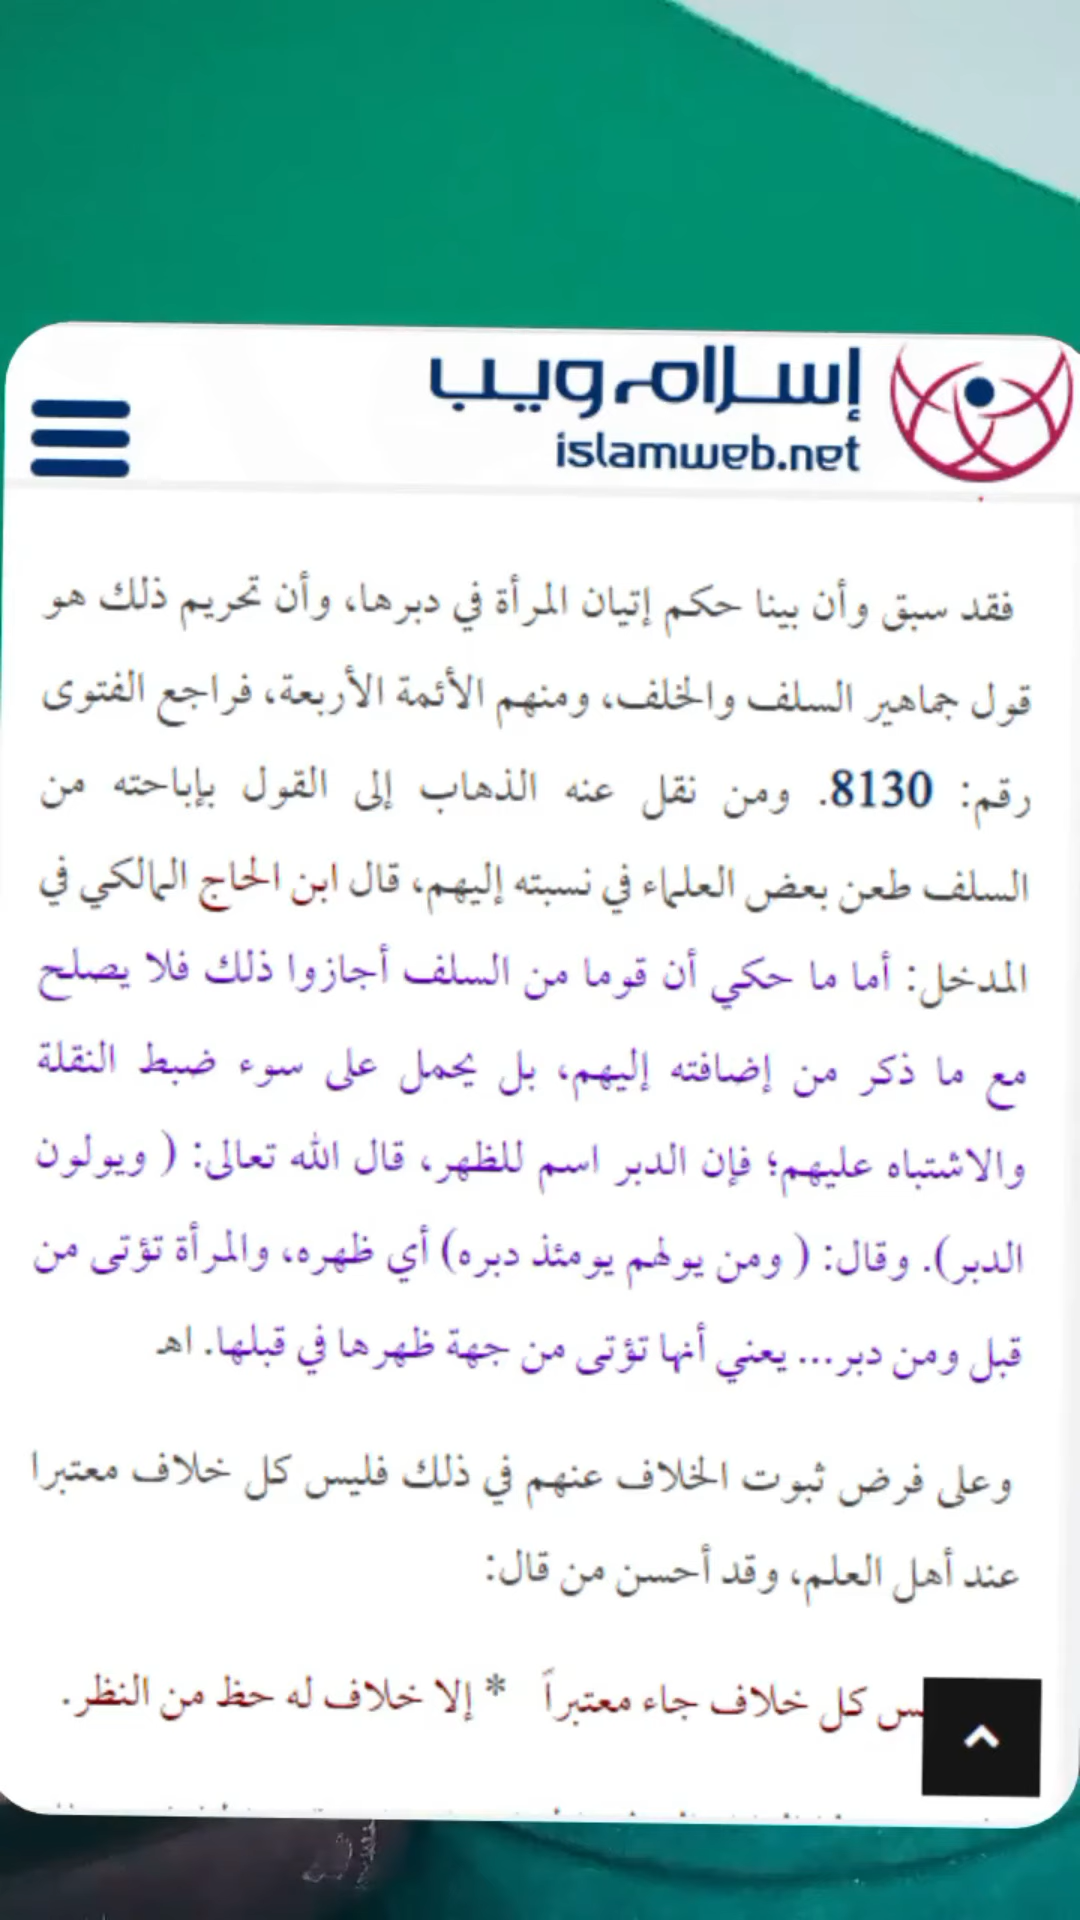 إسلام ويب
islamweb.net
فقد سبق وأن بينا حكم إتيان المرأة في دبرها، وأن تحريم ذلك هو
قول جماهير السلف والخلف، ومنهم الأئمة الأربعة، فراجع الفتوى
رقم: 8130. ومن نقل عنه الذهاب إلى القول بإباحته من
السلف طعن بعض العلماء في نسبته إليهم، قال ابن الحاج المالكي في
المدخل: أما ما حكي أن قوما من السلف أجازوا ذلك فلا يصلح
مع ما ذكر من إضافته إليهم، بل يحمل على سوء ضبط النقلة
والاشتباه عليهم؛ فإن الدبر اسم للظهر، قال الله تعالى: ( ويولون
الدبر). وقال: ( ومن يولهم يومئذ دبره) أي ظهره، والمرأة تؤتى من
قبل ومن دبر... يعني أنها تؤتى من جهة ظهرها في قبلها. اهـ
وعلى فرض ثبوت الخلاف عنهم في ذلك فليس كل خلاف معتبرا
عند أهل العلم، وقد أحسن من قال:
كل خلاف جاء معتبراً * إلا خلاف له حظ من النظر.